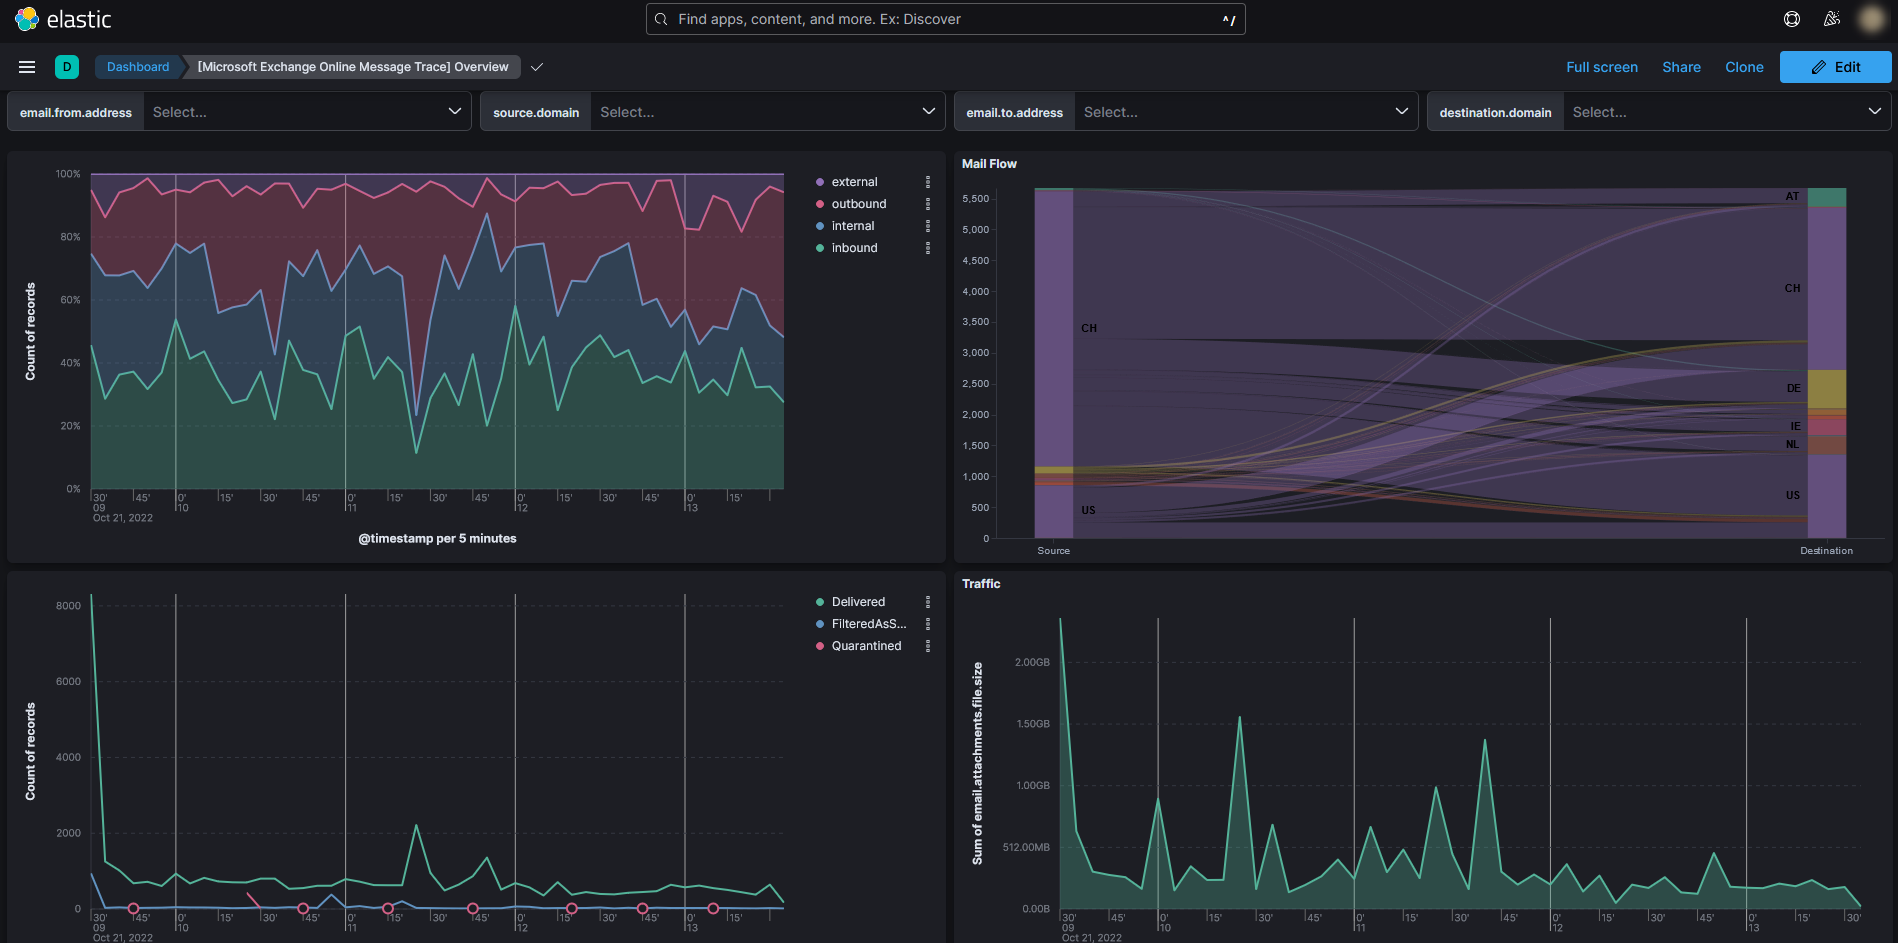 elastic
Find apps, content, and more. Ex: Discover
^/
D
Dashboard
[Microsoft Exchange Online Message Trace] Overview
Full screen
Share
Clone
Edit
email.from.address
Select...
source.domain
Select...
email.to.address
Select...
destination.domain
Select...
100%
80%
60%
40%
20%
0%
Count of records
30' 45' 0' 15' 30' 45' 0' 15' 30' 45' 0' 15' 30' 45' 0' 15'
09 10 11 12 13
Oct 21, 2022
@timestamp per 5 minutes
external
outbound
internal
inbound
Mail Flow
5,500
5,000
4,500
4,000
3,500
3,000
2,500
2,000
1,500
1,000
500
0
CH
US
AT
CH
DE
IE
NL
US
Source
Destination
8000
6000
4000
2000
0
Count of records
30' 45' 0' 15' 30' 45' 0' 15' 30' 45' 0' 15' 30' 45' 0' 15'
09 10 11 12 13
Oct 21, 2022
Delivered
FilteredAsS...
Quarantined
Traffic
2.00GB
1.50GB
1.00GB
512.00MB
0.00B
Sum of email.attachments.file.size
30' 45' 0' 15' 30' 45' 0' 15' 30' 45' 0' 15' 30' 45' 0' 15' 30'
09 10 11 12 13
Oct 21, 2022